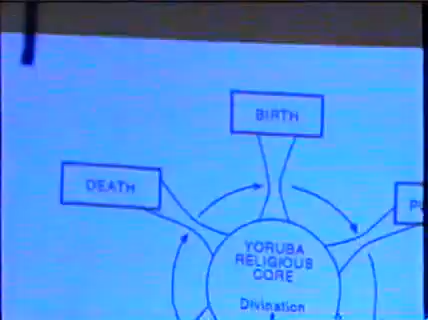 BIRTH
DEATH
YORUBA
RELIGIOUS
CORE
Divination